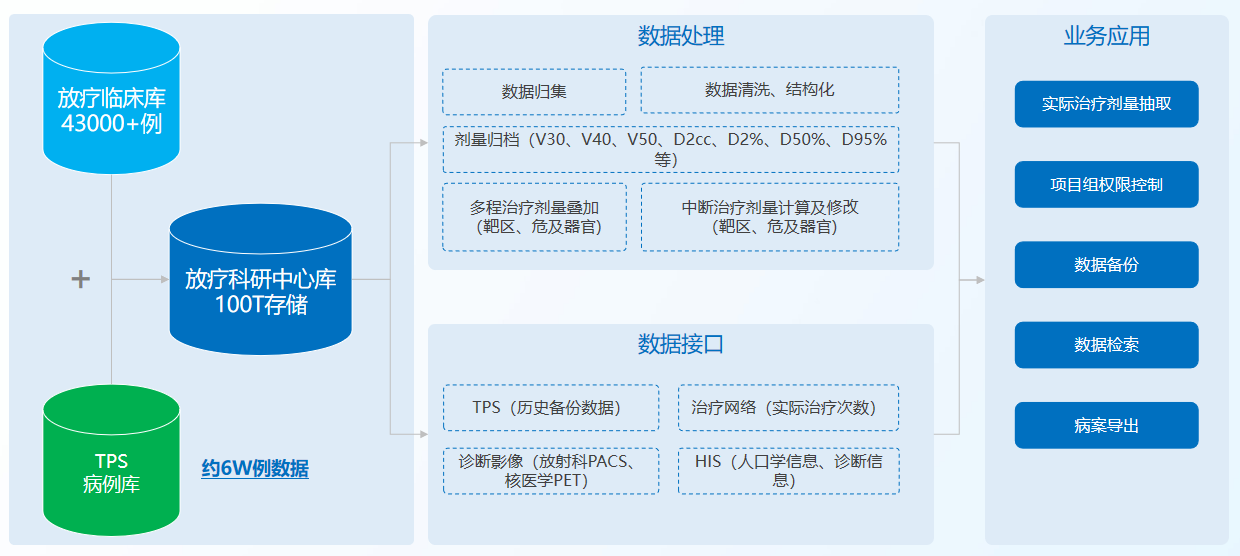 放疗临床库
43000+例
+
放疗科研中心库
100T存储
TPS
病例库
约6W例数据
数据处理
数据归集
数据清洗、结构化
剂量归档（V30、V40、V50、D2cc、D2%、D50%、D95%
等）
多程治疗剂量叠加
（靶区、危及器官）
中断治疗剂量计算及修改
（靶区、危及器官）
数据接口
TPS（历史备份数据）
治疗网络（实际治疗次数）
诊断影像（放射科PACS、
核医学PET）
HIS（人口学信息、诊断信
息）
业务应用
实际治疗剂量抽取
项目组权限控制
数据备份
数据检索
病案导出